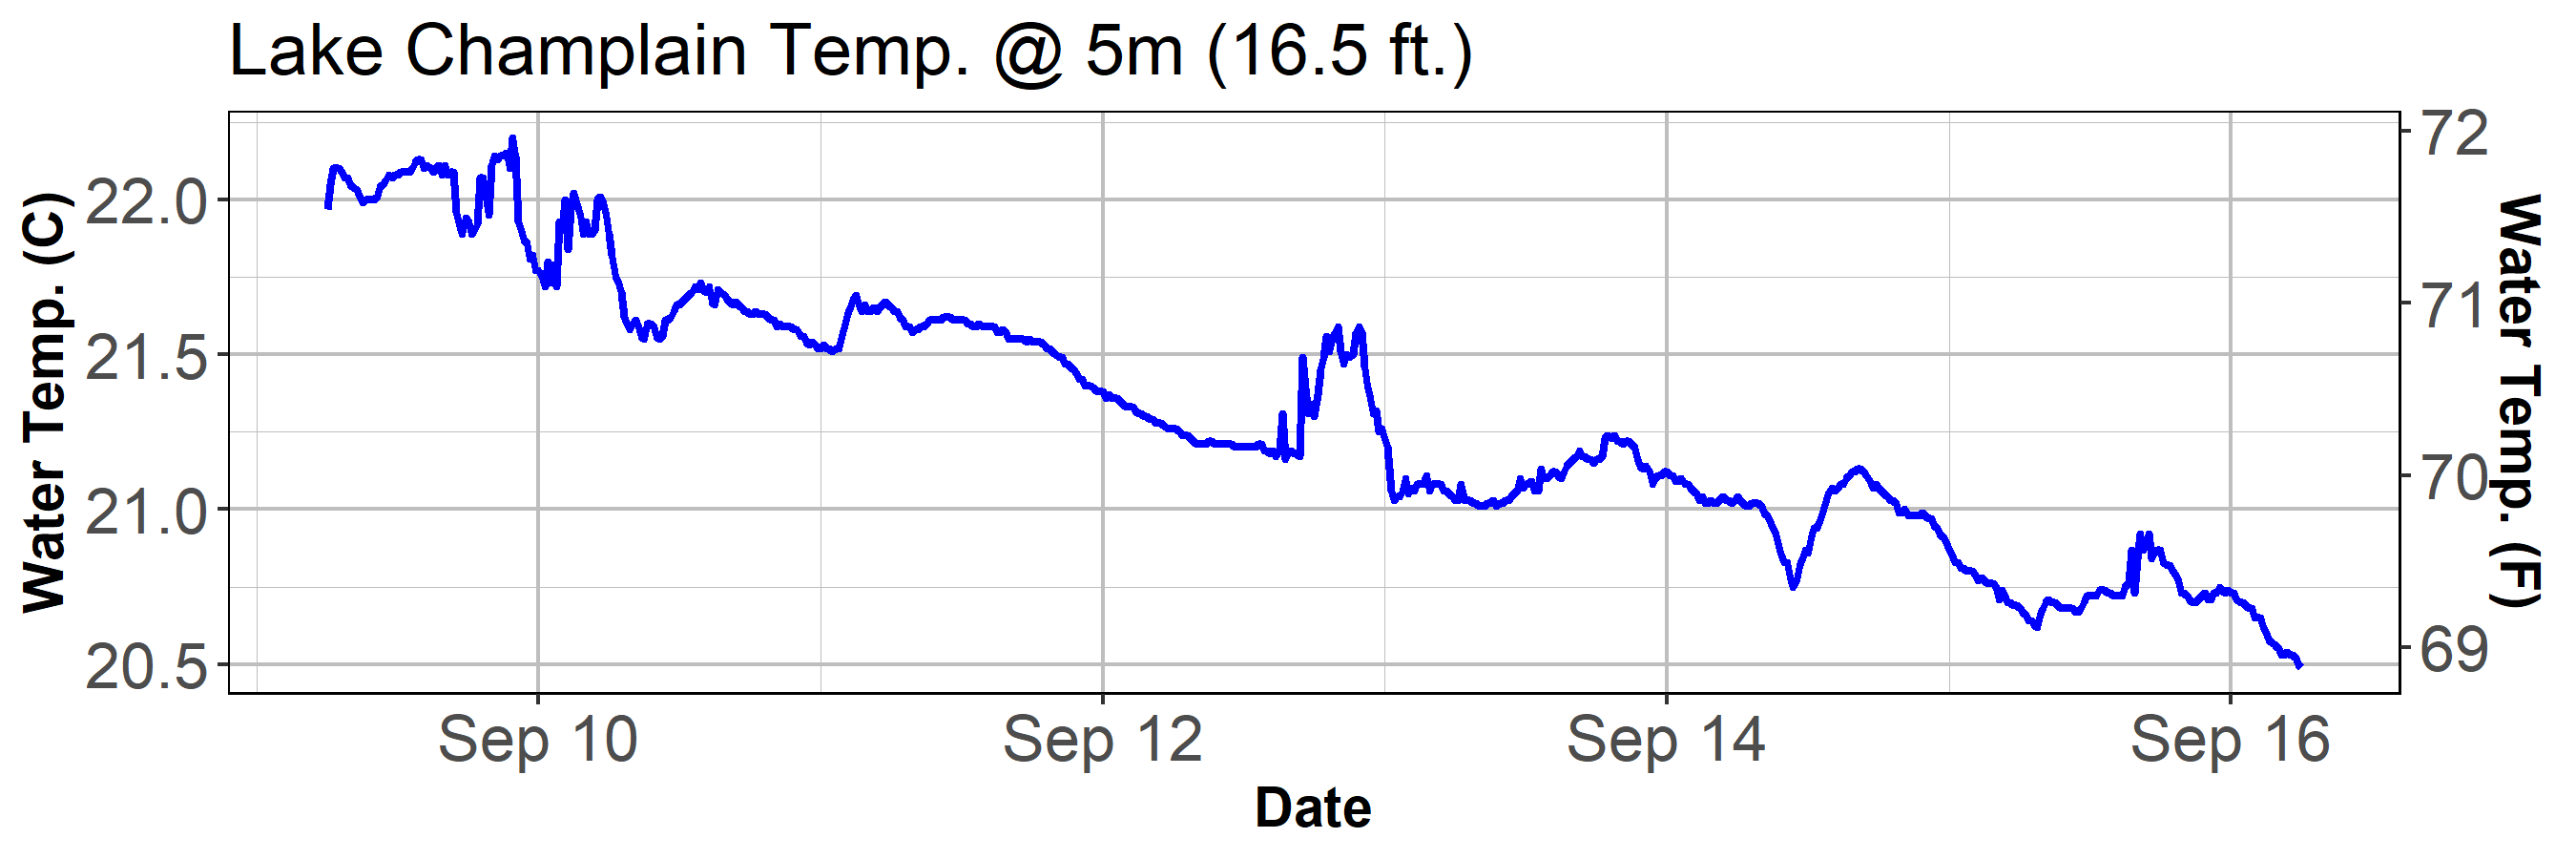 Lake Champlain Temp. @ 5m (16.5 ft.)
Water Temp. (C)
22.0
21.5
21.0
20.5
72
71
70
69
Water Temp. (F)
Sep 10
Sep 12
Sep 14
Sep 16
Date